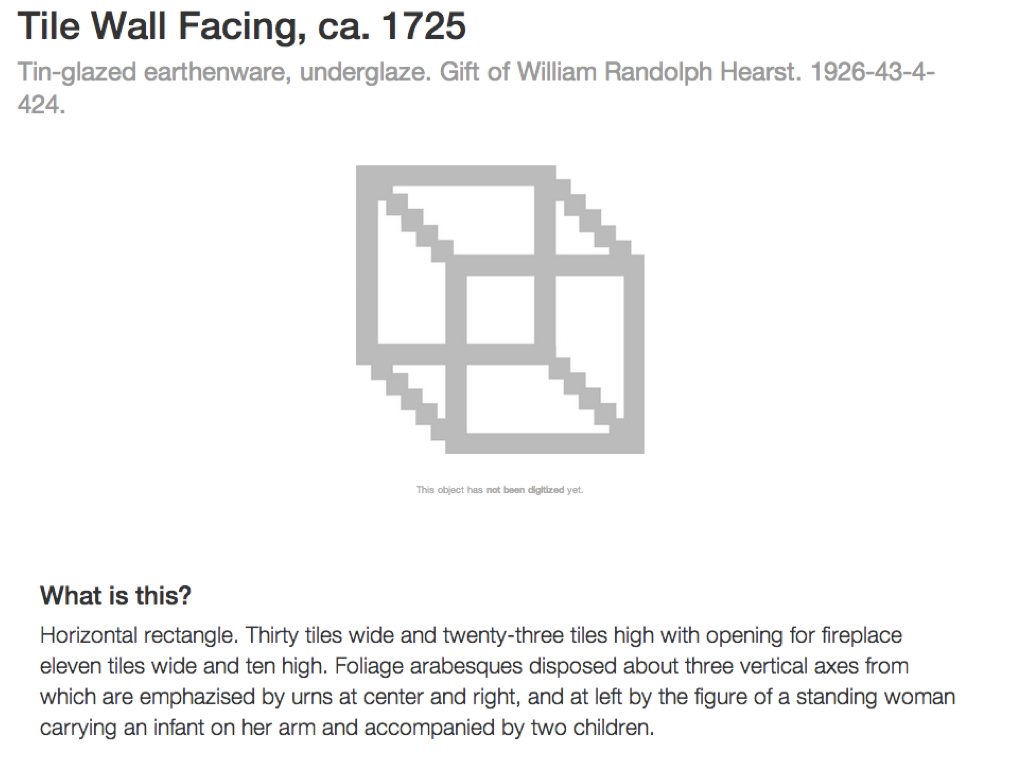 Tile Wall Facing, ca. 1725
Tin-glazed earthenware, underglaze. Gift of William Randolph Hearst. 1926-43-4-
424.
This object has not been digitized yet.
What is this?
Horizontal rectangle. Thirty tiles wide and twenty-three tiles high with opening for fireplace
eleven tiles wide and ten high. Foliage arabesques disposed about three vertical axes from
which are emphazised by urns at center and right, and at left by the figure of a standing woman
carrying an infant on her arm and accompanied by two children.